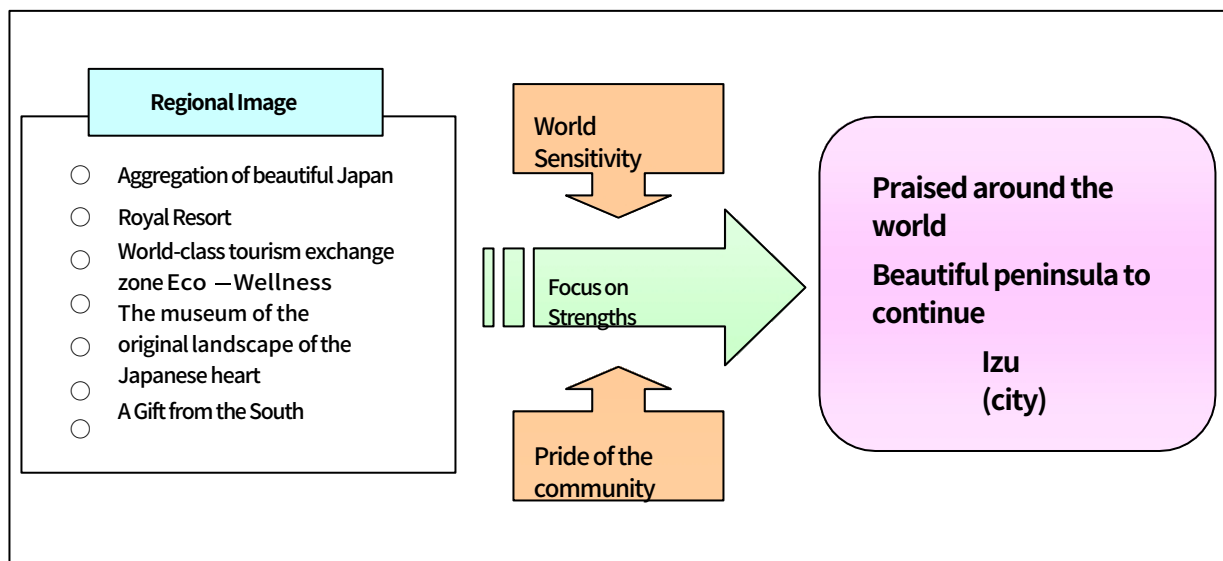 Regional Image
○ Aggregation of beautiful Japan
○ Royal Resort
○ World-class tourism exchange
zone Eco －Wellness
○ The museum of the
○ original landscape of the
○ Japanese heart
○ A Gift from the South
World
Sensitivity
Focus on
Strengths
Pride of the
community
Praised around the
world
Beautiful peninsula to
continue
Izu
(city)